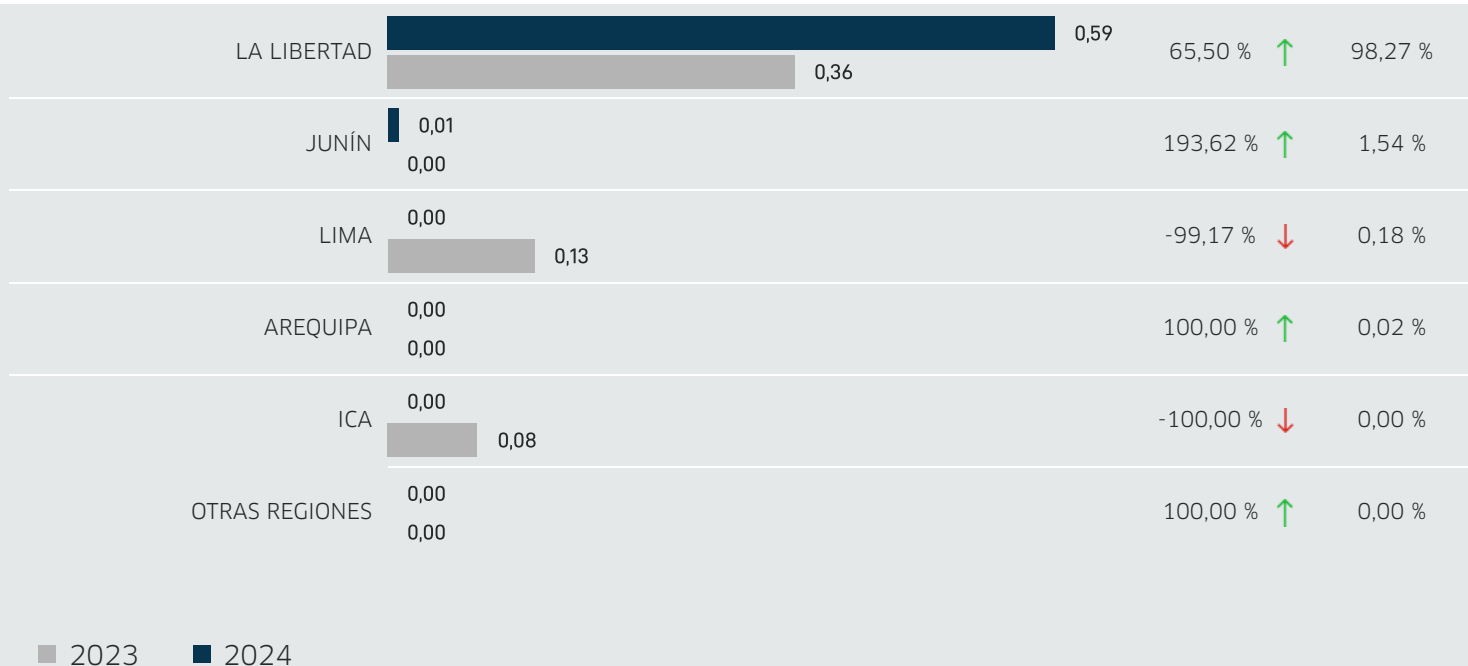 LA LIBERTAD 0,59 0,36 65,50 % ↑ 98,27 %
JUNÍN 0,01 0,00 193,62 % ↑ 1,54 %
LIMA 0,00 0,13 -99,17 % ↓ 0,18 %
AREQUIPA 0,00 0,00 100,00 % ↑ 0,02 %
ICA 0,00 0,08 -100,00 % ↓ 0,00 %
OTRAS REGIONES 0,00 0,00 100,00 % ↑ 0,00 %
2023 2024